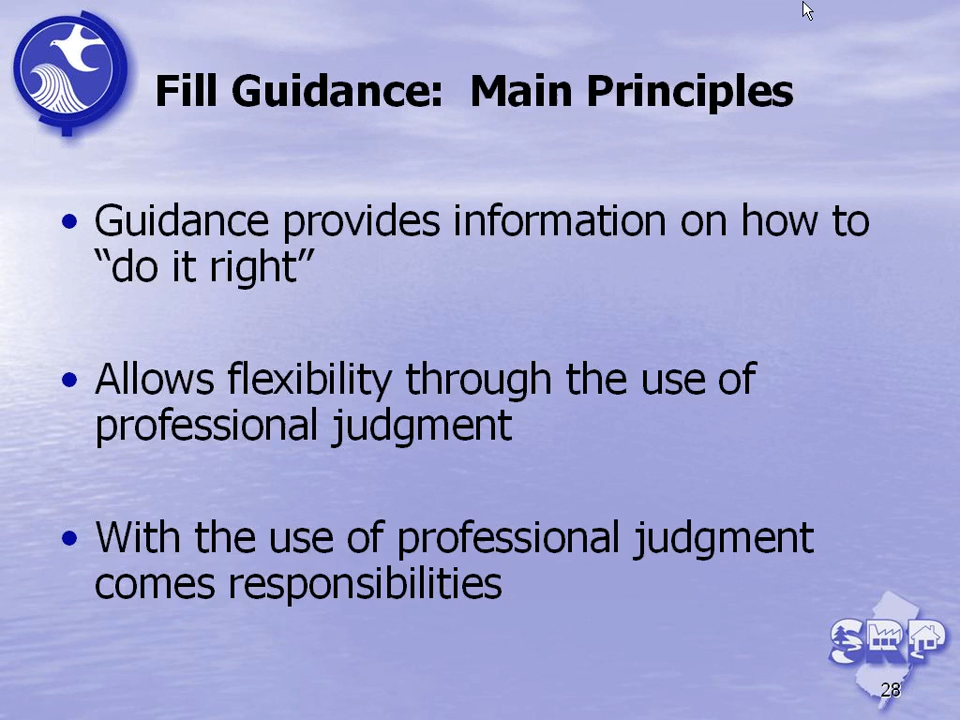 Fill Guidance: Main Principles
• Guidance provides information on how to
“do it right”
• Allows flexibility through the use of
professional judgment
• With the use of professional judgment
comes responsibilities
SRP
28